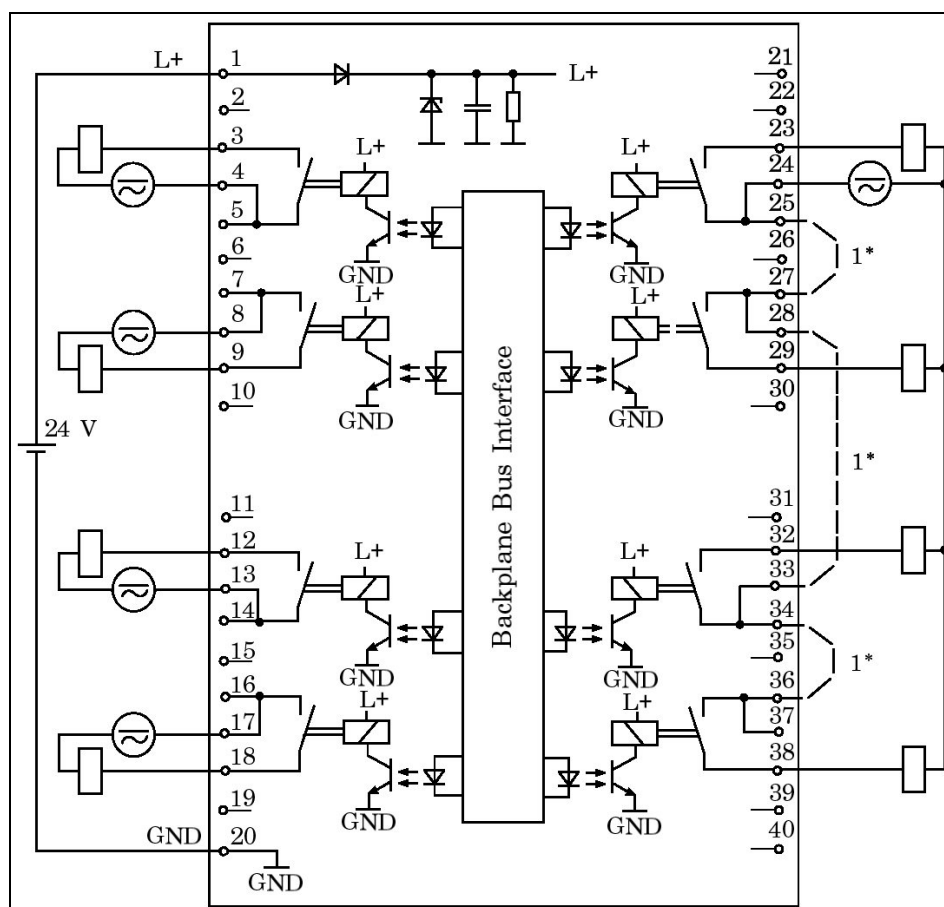 L+ 1 L+ 21
2 22
3 23
4 L+ L+ 24
5 25
6 GND GND 26 1*
7 L+ L+ 27
8 28
9 29
10 GND GND 30
24 V
Backplane Bus Interface
1*
11 31
12 L+ L+ 32
13 33
14 34
15 GND GND 35 1*
16 L+ L+ 36
17 37
18 38
19 GND GND 39
GND 20 40
GND